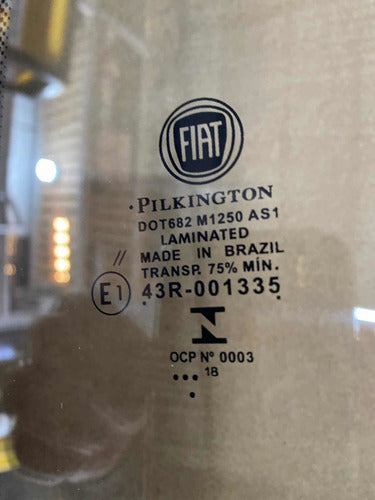 FIAT
PILKINGTON
DOT682 M1250 AS1
LAMINATED
// MADE IN BRAZIL
TRANSP. 75% MÍN.
E1 43R-001335
N
OCP Nº 0003
18